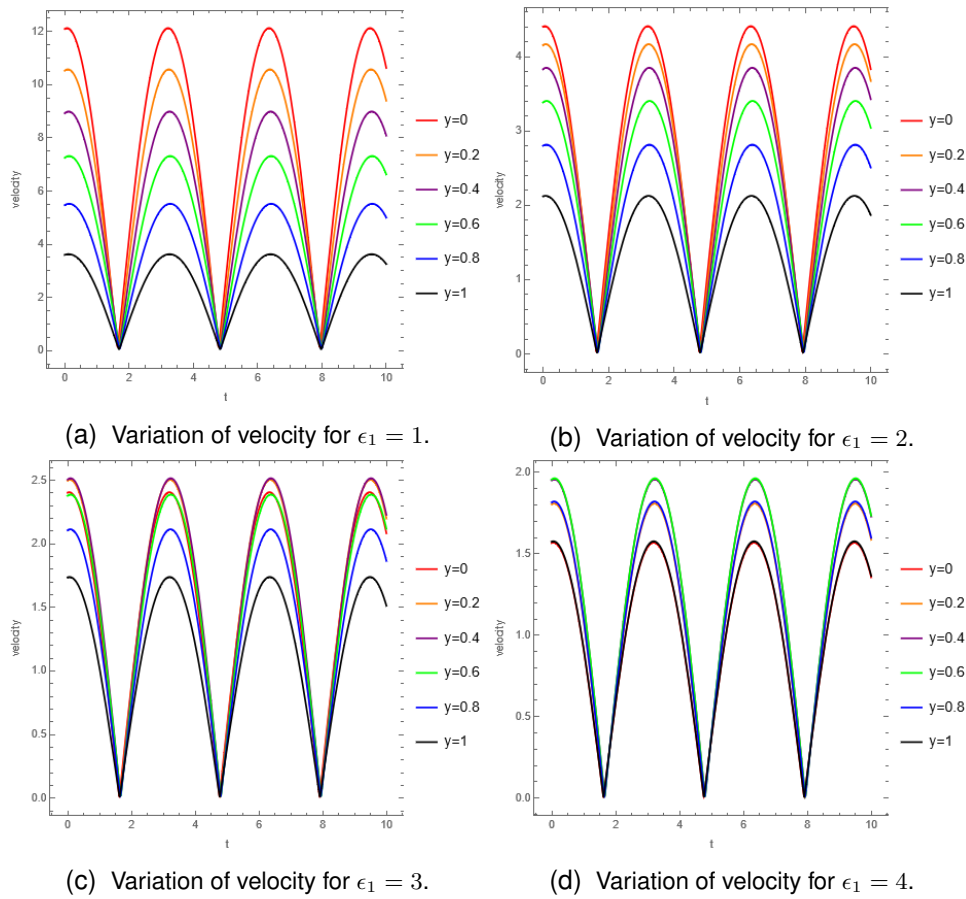 12
10
8
6
4
2
0
velocity
0
2
4
6
8
10
t
y=0
y=0.2
y=0.4
y=0.6
y=0.8
y=1
(a) Variation of velocity for ϵ₁ = 1.
4
3
2
1
0
velocity
0
2
4
6
8
10
t
y=0
y=0.2
y=0.4
y=0.6
y=0.8
y=1
(b) Variation of velocity for ϵ₁ = 2.
2.5
2.0
1.5
1.0
0.5
0.0
velocity
0
2
4
6
8
10
t
y=0
y=0.2
y=0.4
y=0.6
y=0.8
y=1
(c) Variation of velocity for ϵ₁ = 3.
2.0
1.5
1.0
0.5
0.0
velocity
0
2
4
6
8
10
t
y=0
y=0.2
y=0.4
y=0.6
y=0.8
y=1
(d) Variation of velocity for ϵ₁ = 4.